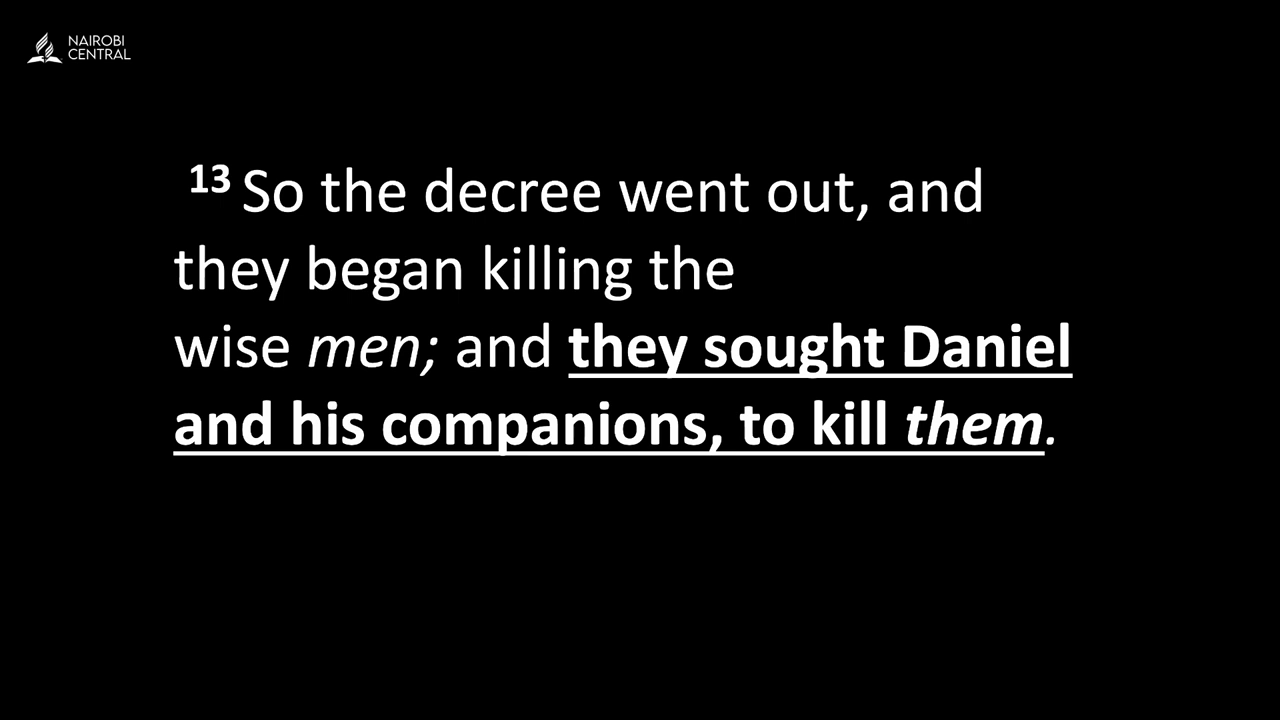 NAIROBI
CENTRAL
13 So the decree went out, and
they began killing the
wise men; and they sought Daniel
and his companions, to kill them.